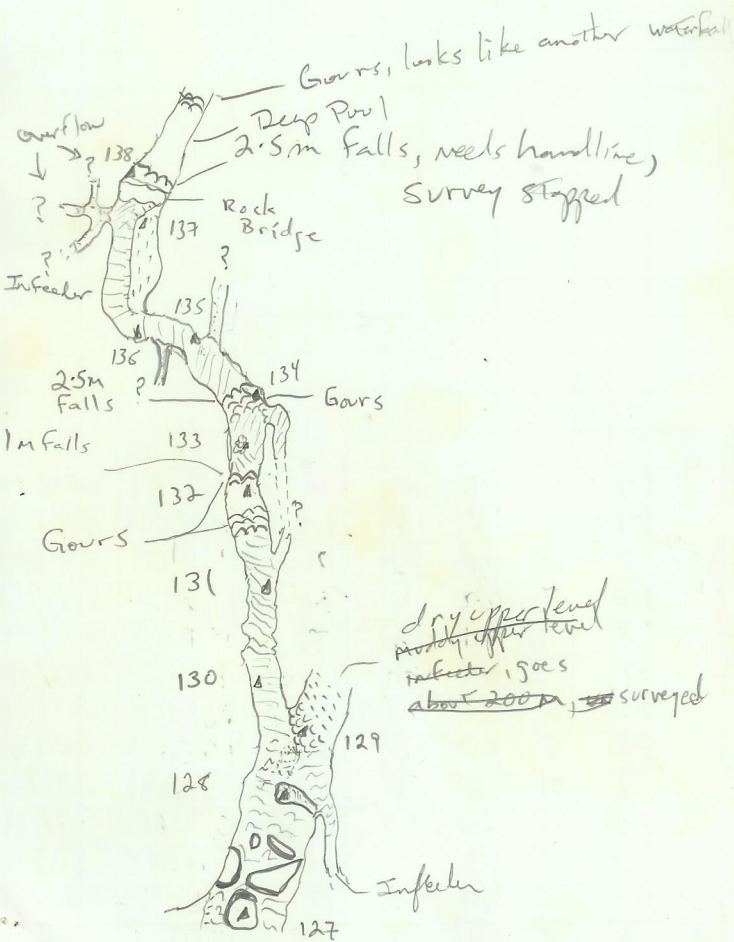 Gours, looks like another waterfall
Deep Pool
overflow
?
138
2.5m Falls, needs handline,
Survey stopped
?
Rock
Bridge
137
?
Infeeder
?
135
136
134
2.5m
Falls
?
Gours
1m Falls
133
132
?
Gours
131
dry upper level
muddy, upper level
infeeder, goes
about 200m, surveyed
130
129
128
Infeeder
127